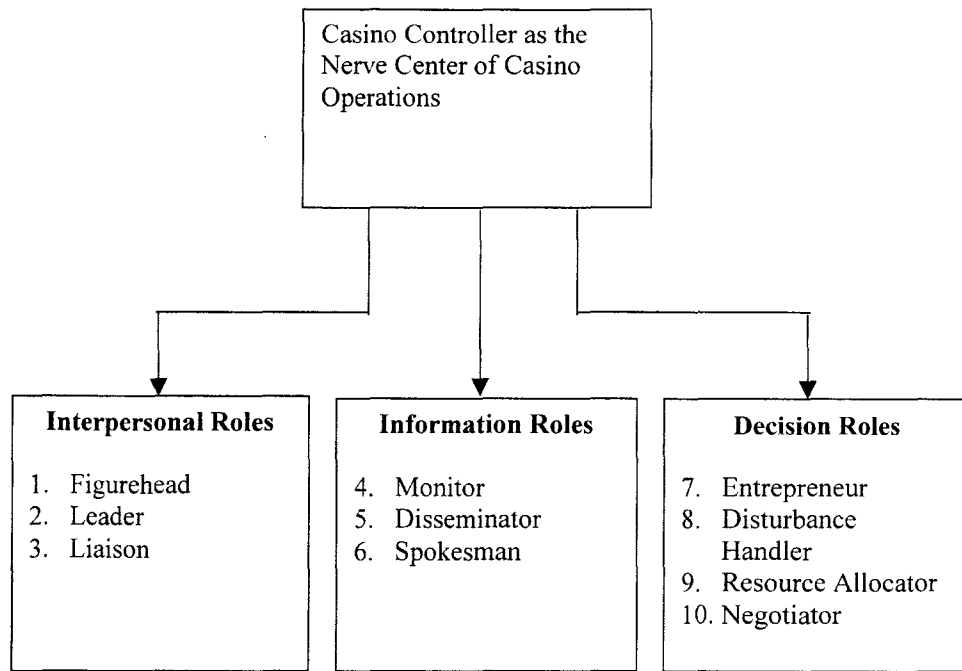 Casino Controller as the
Nerve Center of Casino
Operations
Interpersonal Roles
1. Figurehead
2. Leader
3. Liaison
Information Roles
4. Monitor
5. Disseminator
6. Spokesman
Decision Roles
7. Entrepreneur
8. Disturbance
Handler
9. Resource Allocator
10. Negotiator